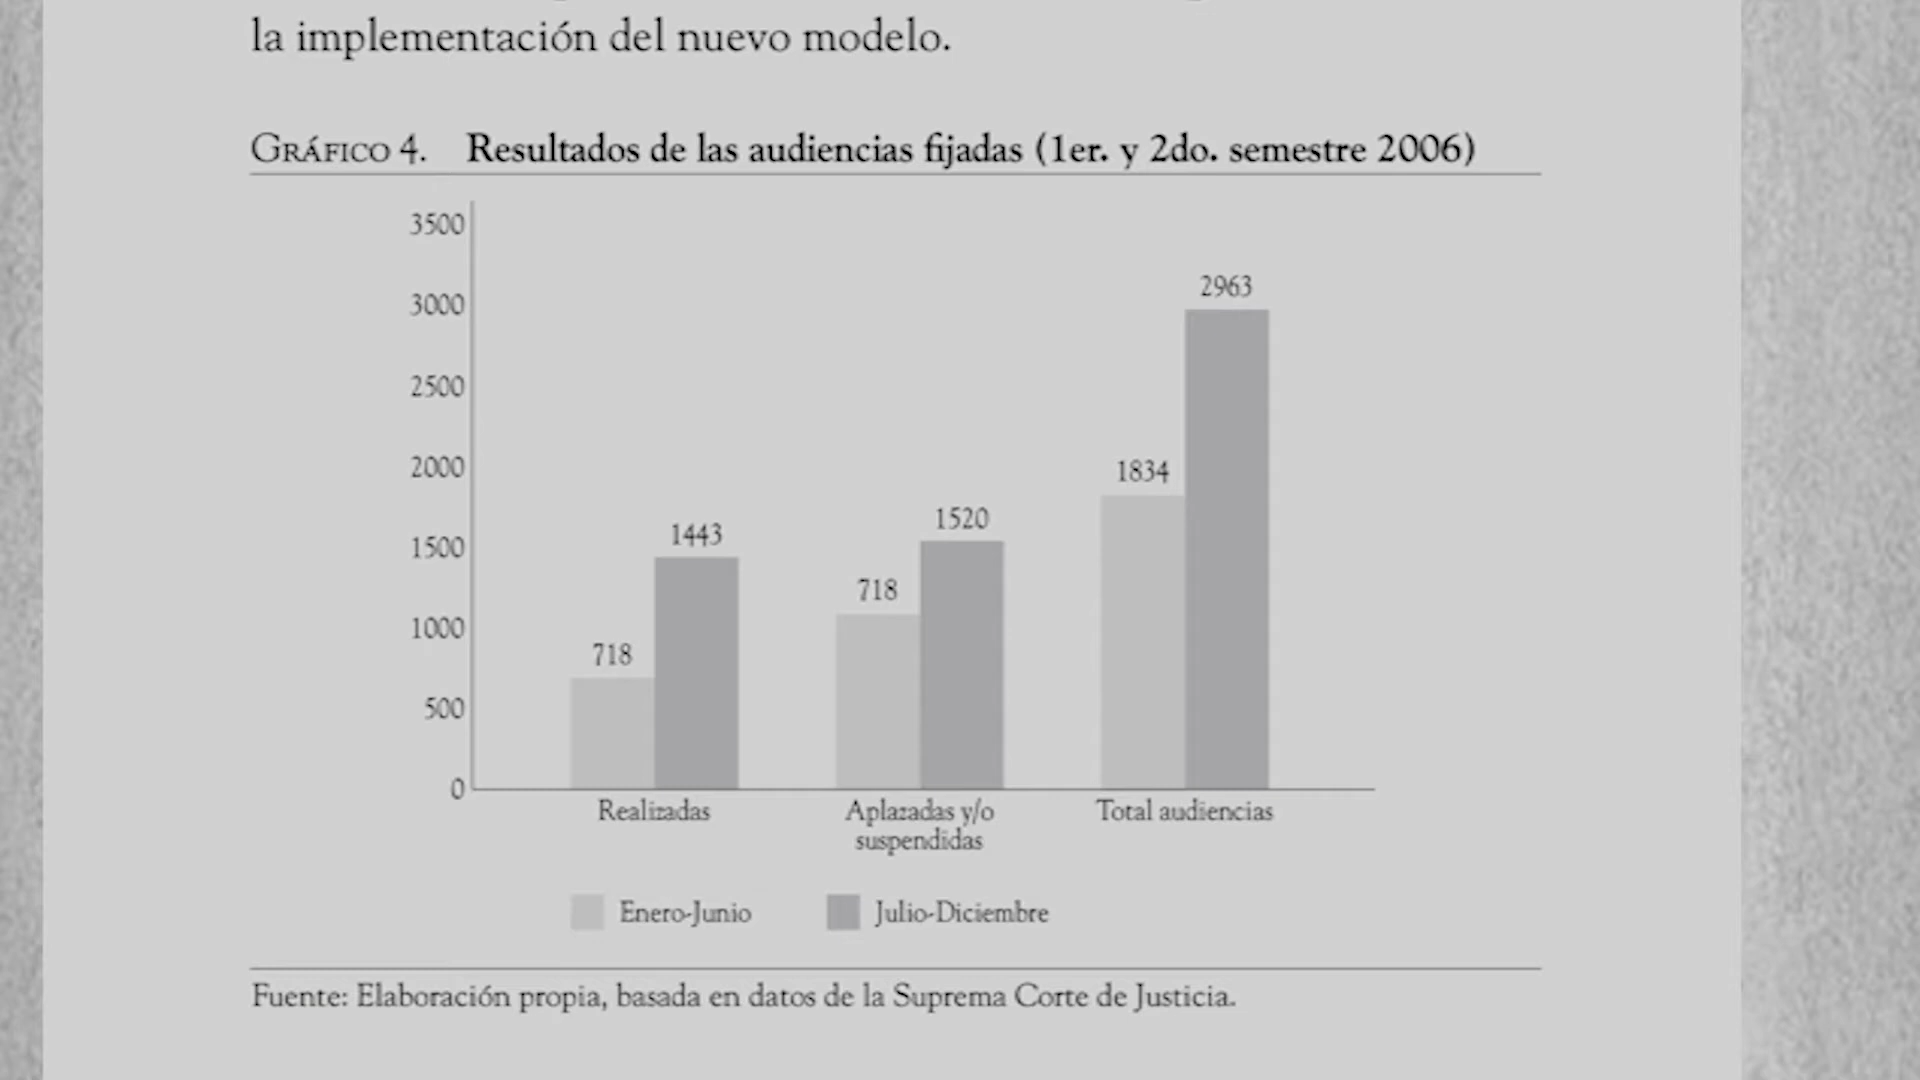 la implementación del nuevo modelo.
GRÁFICO 4. Resultados de las audiencias fijadas (1er. y 2do. semestre 2006)
3500
3000
2500
2000
1500
1000
500
0
718
1443
718
1520
1834
2963
Realizadas
Aplazadas y/o
suspendidas
Total audiencias
Enero-Junio
Julio-Diciembre
Fuente: Elaboración propia, basada en datos de la Suprema Corte de Justicia.